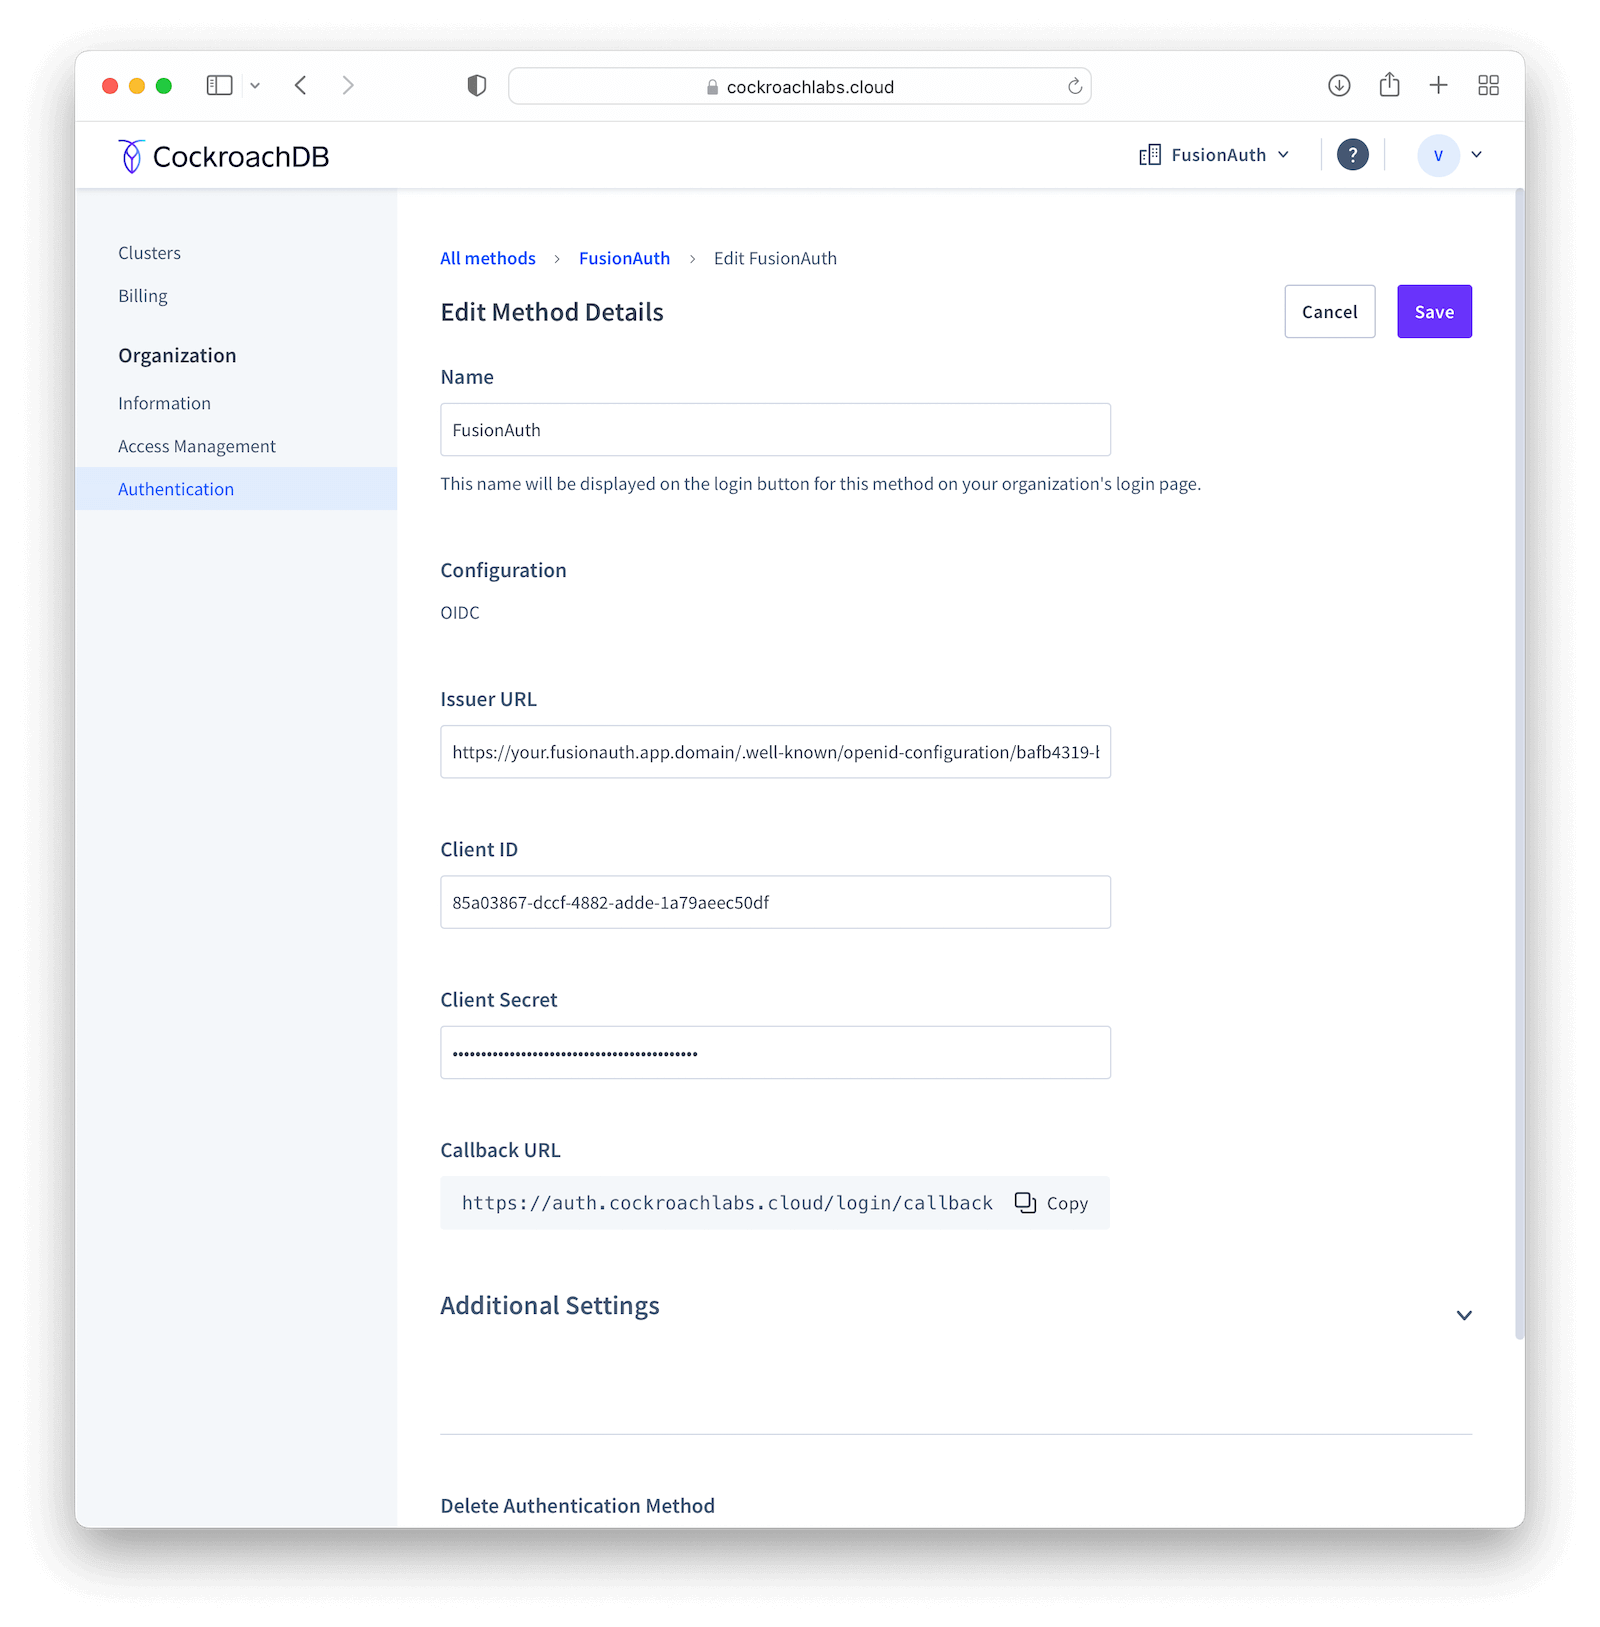 cockroachlabs.cloud
CockroachDB
FusionAuth
?
V
Clusters
Billing
Organization
Information
Access Management
Authentication
All methods > FusionAuth > Edit FusionAuth
Edit Method Details
Cancel
Save
Name
FusionAuth
This name will be displayed on the login button for this method on your organization's login page.
Configuration
OIDC
Issuer URL
https://your.fusionauth.app.domain/.well-known/openid-configuration/bafb4319-
Client ID
85a03867-dccf-4882-adde-1a79aeec50df
Client Secret
Callback URL
https://auth.cockroachlabs.cloud/login/callback
Copy
Additional Settings
Delete Authentication Method